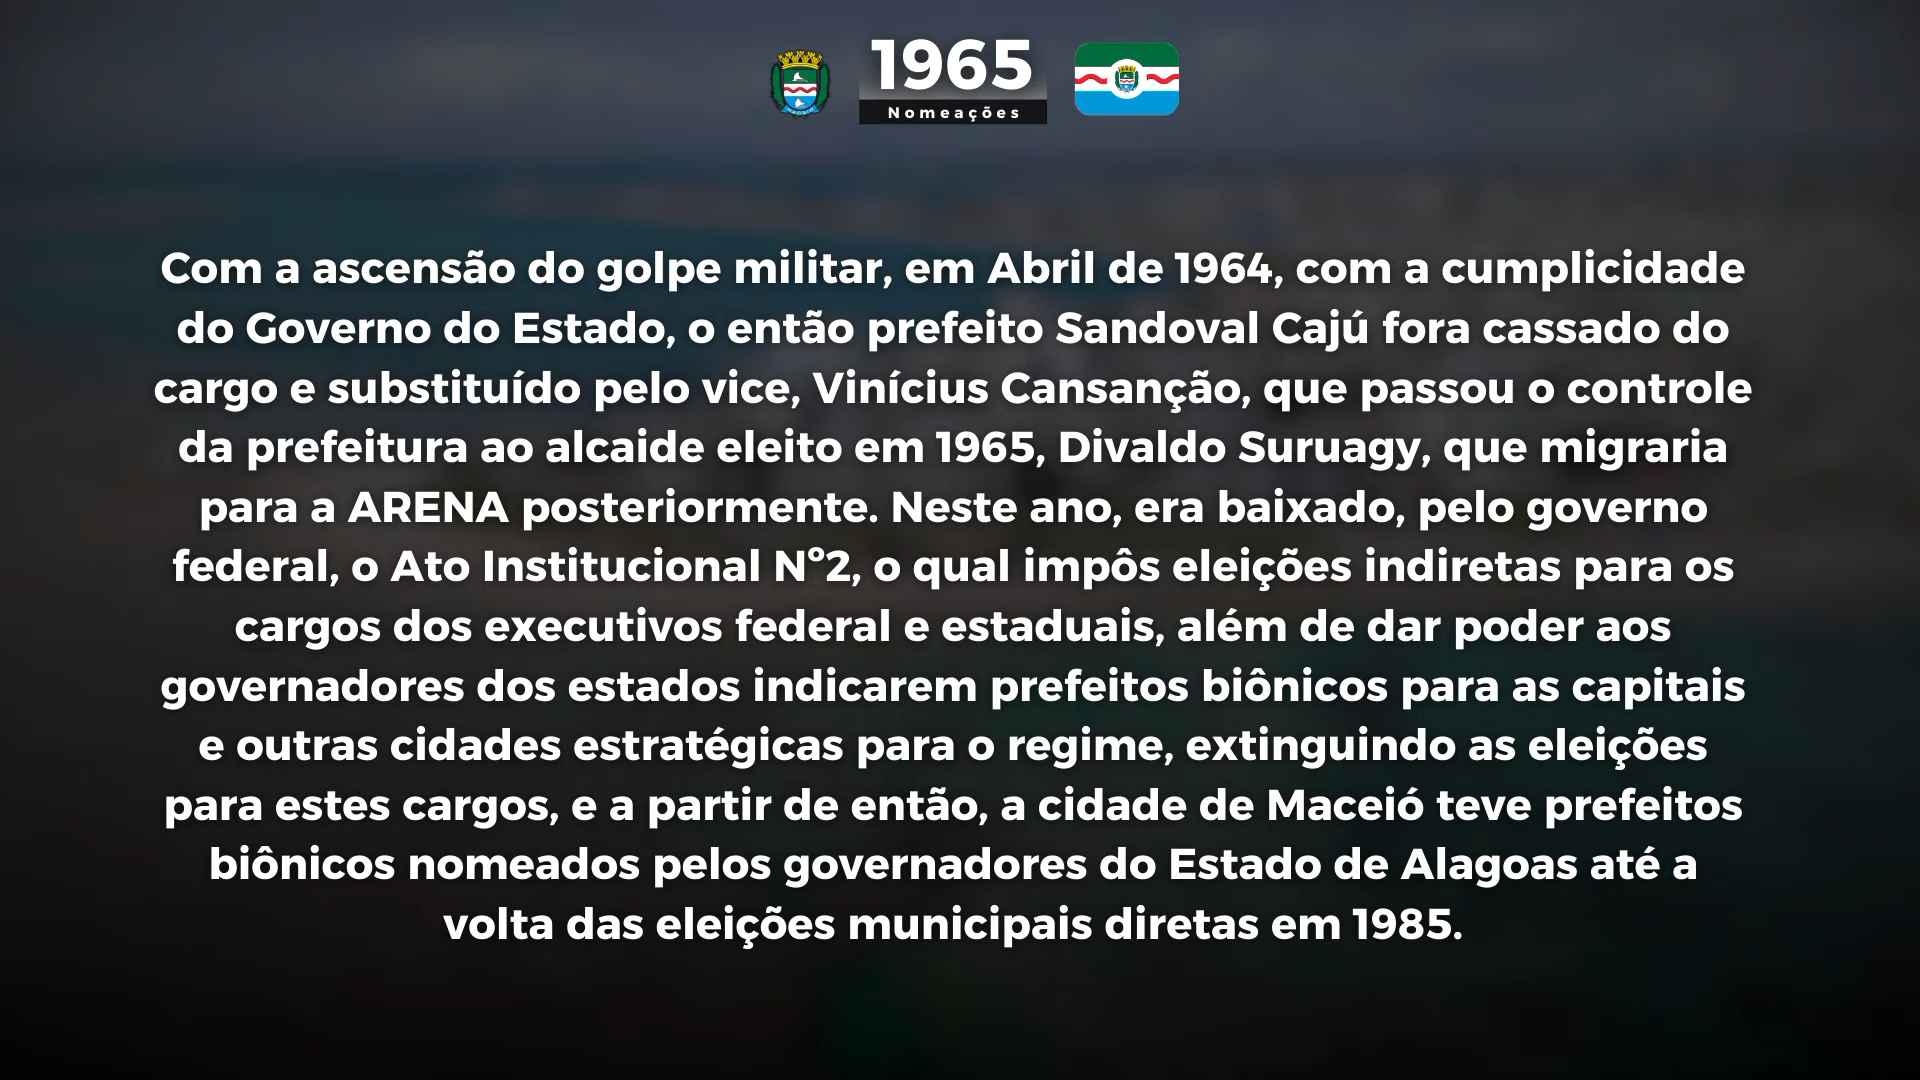 1965
Nomeações
Com a ascensão do golpe militar, em Abril de 1964, com a cumplicidade
do Governo do Estado, o então prefeito Sandoval Cajú fora cassado do
cargo e substituído pelo vice, Vinícius Cansanção, que passou o controle
da prefeitura ao alcaide eleito em 1965, Divaldo Suruagy, que migraria
para a ARENA posteriormente. Neste ano, era baixado, pelo governo
federal, o Ato Institucional Nº2, o qual impôs eleições indiretas para os
cargos dos executivos federal e estaduais, além de dar poder aos
governadores dos estados indicarem prefeitos biônicos para as capitais
e outras cidades estratégicas para o regime, extinguindo as eleições
para estes cargos, e a partir de então, a cidade de Maceió teve prefeitos
biônicos nomeados pelos governadores do Estado de Alagoas até a
volta das eleições municipais diretas em 1985.